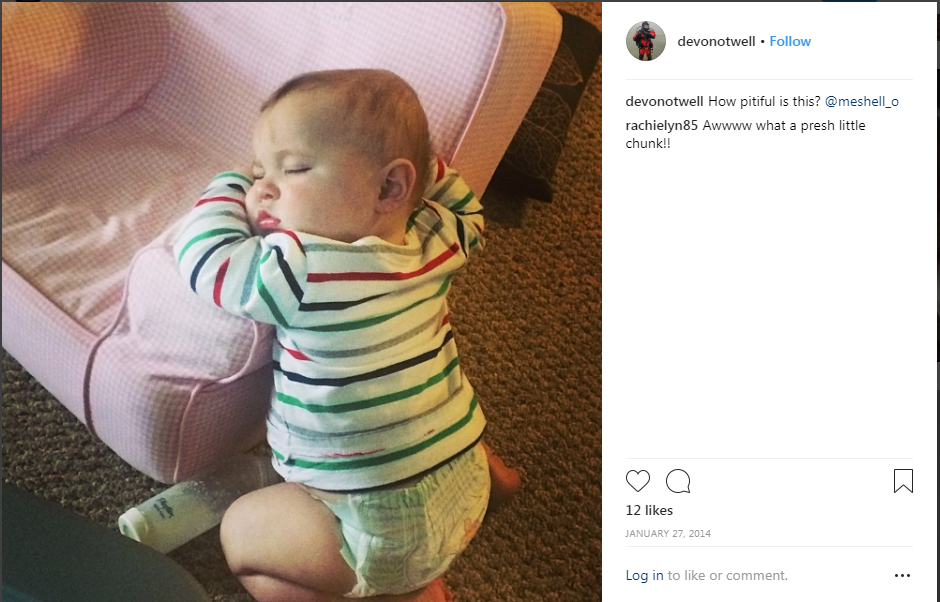 devonotwell • Follow
devonotwell How pitiful is this? @meshell_o
rachielyn85 Awwww what a presh little
chunk!!
12 likes
JANUARY 27, 2014
Log in to like or comment.